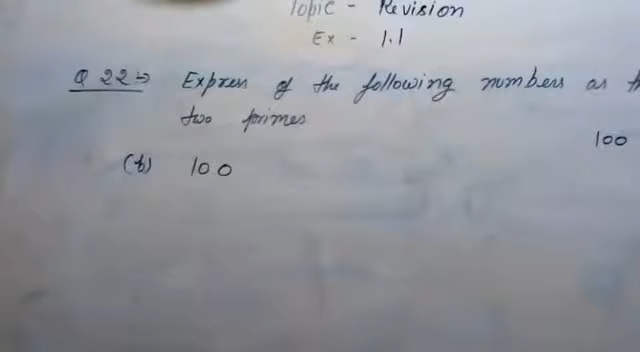 Topic - Revision
Ex - 1.1
Q 22 Express of the following numbers as
two primes
100
(b) 100